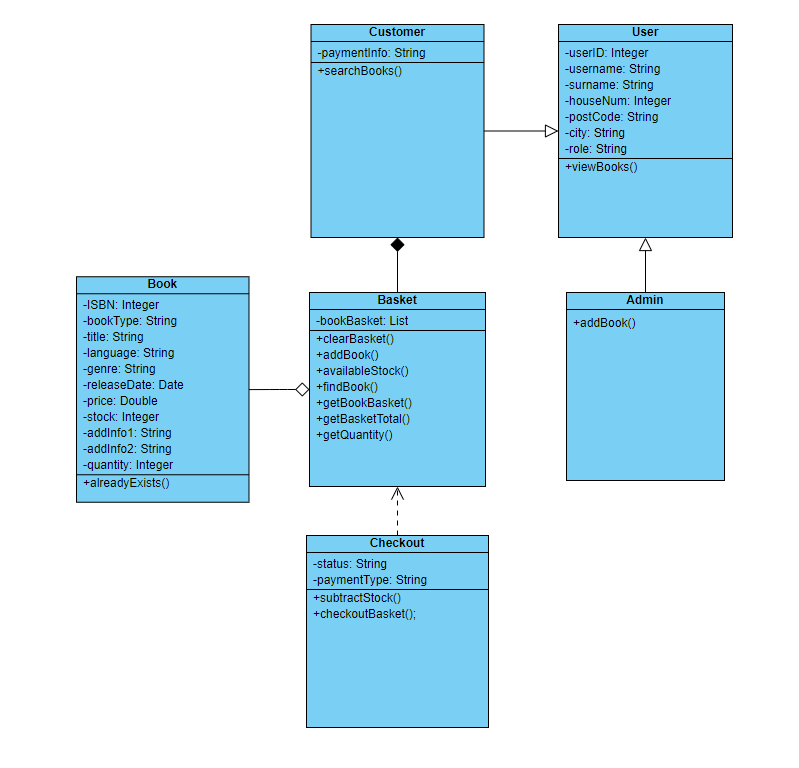 Customer
-paymentInfo: String
+searchBooks()
User
-userID: Integer
-username: String
-surname: String
-houseNum: Integer
-postCode: String
-city: String
-role: String
+viewBooks()
Book
-ISBN: Integer
-bookType: String
-title: String
-language: String
-genre: String
-releaseDate: Date
-price: Double
-stock: Integer
-addInfo1: String
-addInfo2: String
-quantity: Integer
+alreadyExists()
Basket
-bookBasket: List
+clearBasket()
+addBook()
+availableStock()
+findBook()
+getBookBasket()
+getBasketTotal()
+getQuantity()
Admin
+addBook()
Checkout
-status: String
-paymentType: String
+subtractStock()
+checkoutBasket();